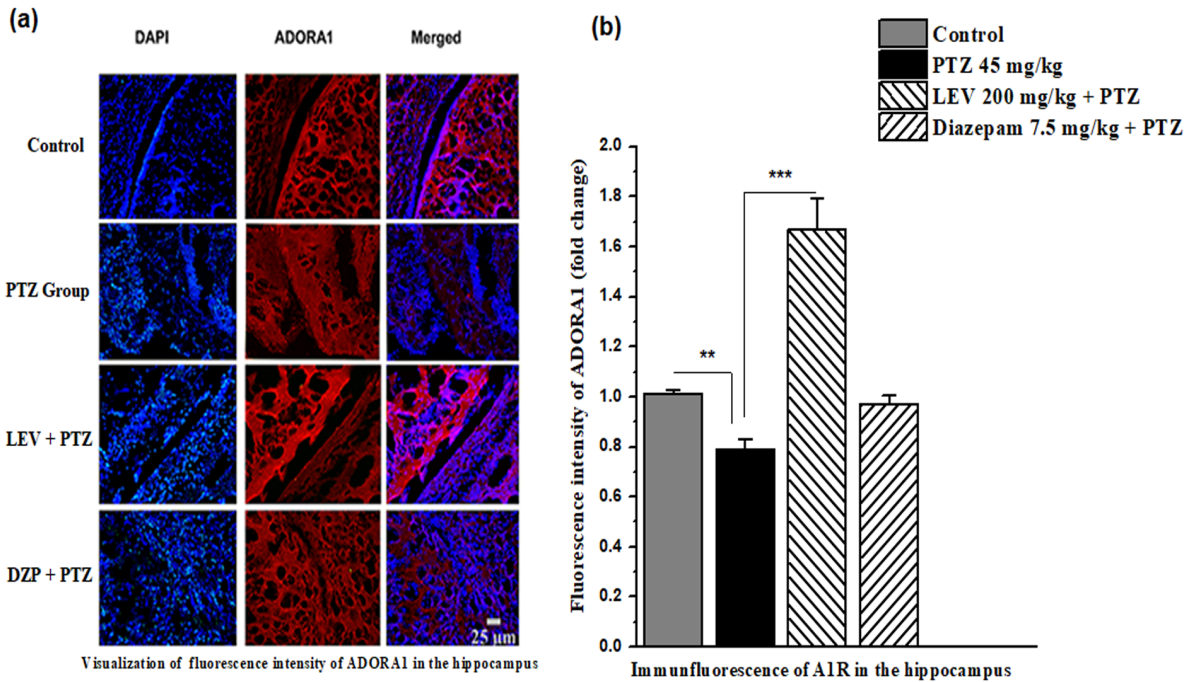 (a)
DAPI ADORA1 Merged
Control
PTZ Group
LEV + PTZ
DZP + PTZ
25 µm
Visualization of fluorescence intensity of ADORA1 in the hippocampus
(b)
Control
PTZ 45 mg/kg
LEV 200 mg/kg + PTZ
Diazepam 7.5 mg/kg + PTZ
Fluorescence intensity of ADORA1 (fold change)
2.0
1.8
1.6
1.4
1.2
1.0
0.8
0.6
0.4
0.2
0.0
***
**
Immunfluorescence of A1R in the hippocampus